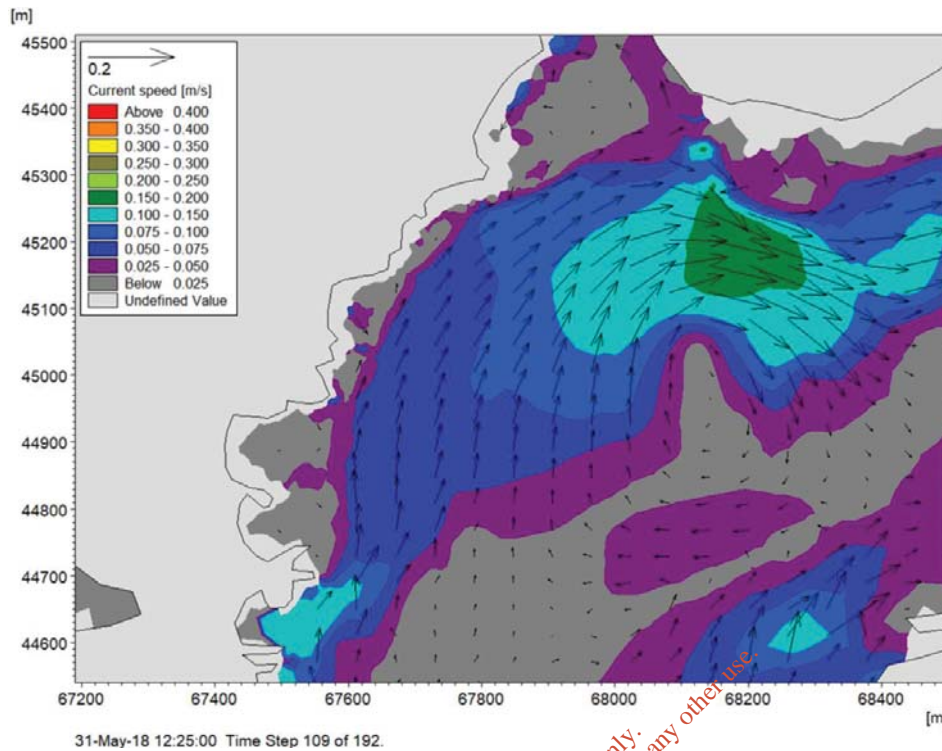 [m]
45500
45400
45300
45200
45100
45000
44900
44800
44700
44600
0.2
Current speed [m/s]
Above 0.400
0.350 - 0.400
0.300 - 0.350
0.250 - 0.300
0.200 - 0.250
0.150 - 0.200
0.100 - 0.150
0.075 - 0.100
0.050 - 0.075
0.025 - 0.050
Below 0.025
Undefined Value
67200 67400 67600 67800 68000 68200 68400
[m
31-May-18 12:25:00 Time Step 109 of 192.
only.
any other use.